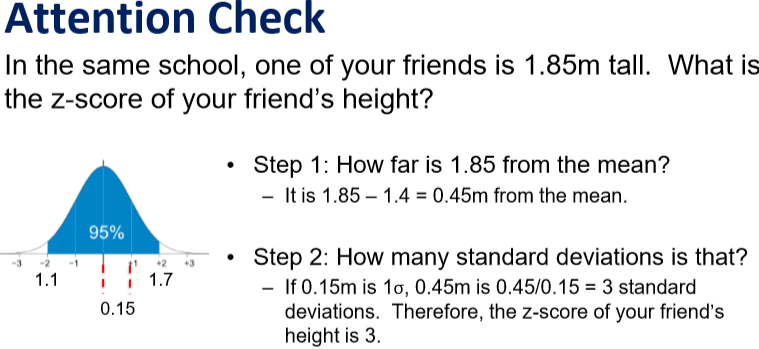 Attention Check
In the same school, one of your friends is 1.85m tall.  What is
the z-score of your friend's height?
• Step 1: How far is 1.85 from the mean?
– It is 1.85 – 1.4 = 0.45m from the mean.
95%
-3 -2 -1 +1 +2 +3
1.1 1.7
0.15
• Step 2: How many standard deviations is that?
– If 0.15m is 1σ, 0.45m is 0.45/0.15 = 3 standard
deviations.  Therefore, the z-score of your friend's
height is 3.